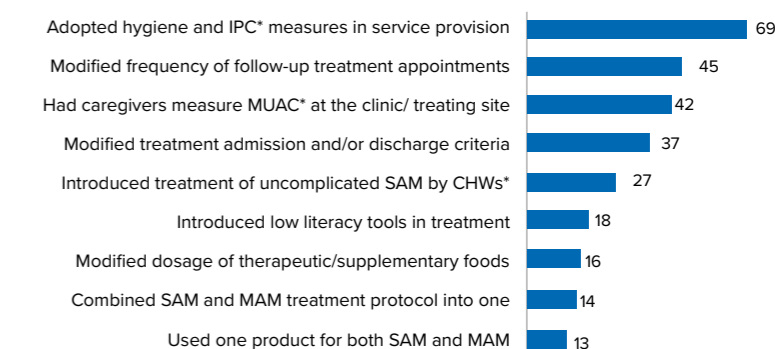 Adopted hygiene and IPC* measures in service provision 69
Modified frequency of follow-up treatment appointments 45
Had caregivers measure MUAC* at the clinic/ treating site 42
Modified treatment admission and/or discharge criteria 37
Introduced treatment of uncomplicated SAM by CHWs* 27
Introduced low literacy tools in treatment 18
Modified dosage of therapeutic/supplementary foods 16
Combined SAM and MAM treatment protocol into one 14
Used one product for both SAM and MAM 13